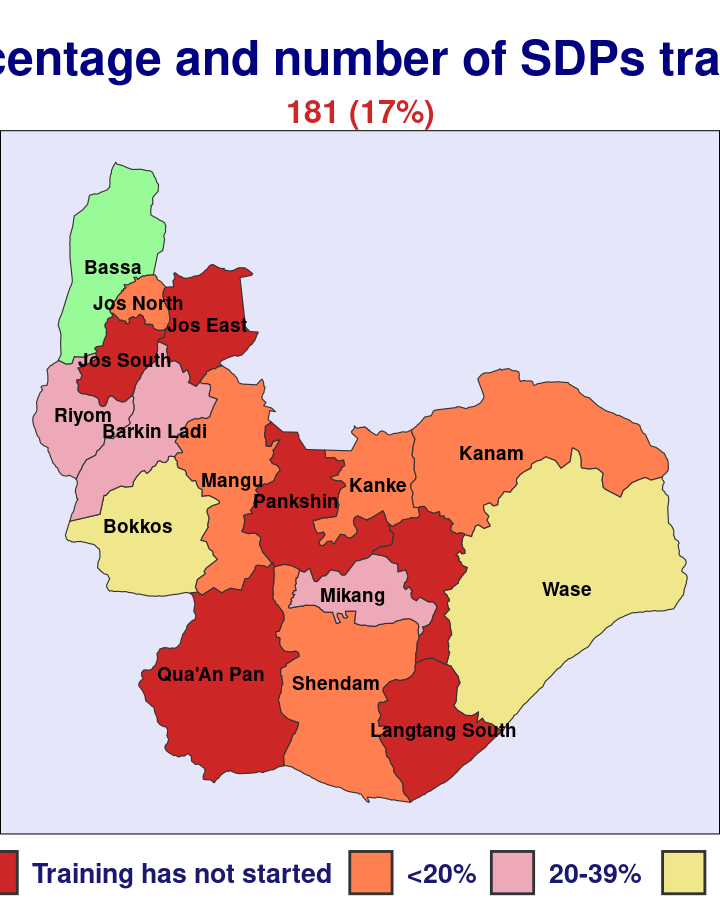 centage and number of SDPs tra
181 (17%)
Bassa
Jos North
Jos East
Jos South
Riyom
Barkin Ladi
Kanam
Mangu
Kanke
Pankshin
Bokkos
Wase
Mikang
Qua'An Pan
Shendam
Langtang South
Training has not started <20% 20-39%